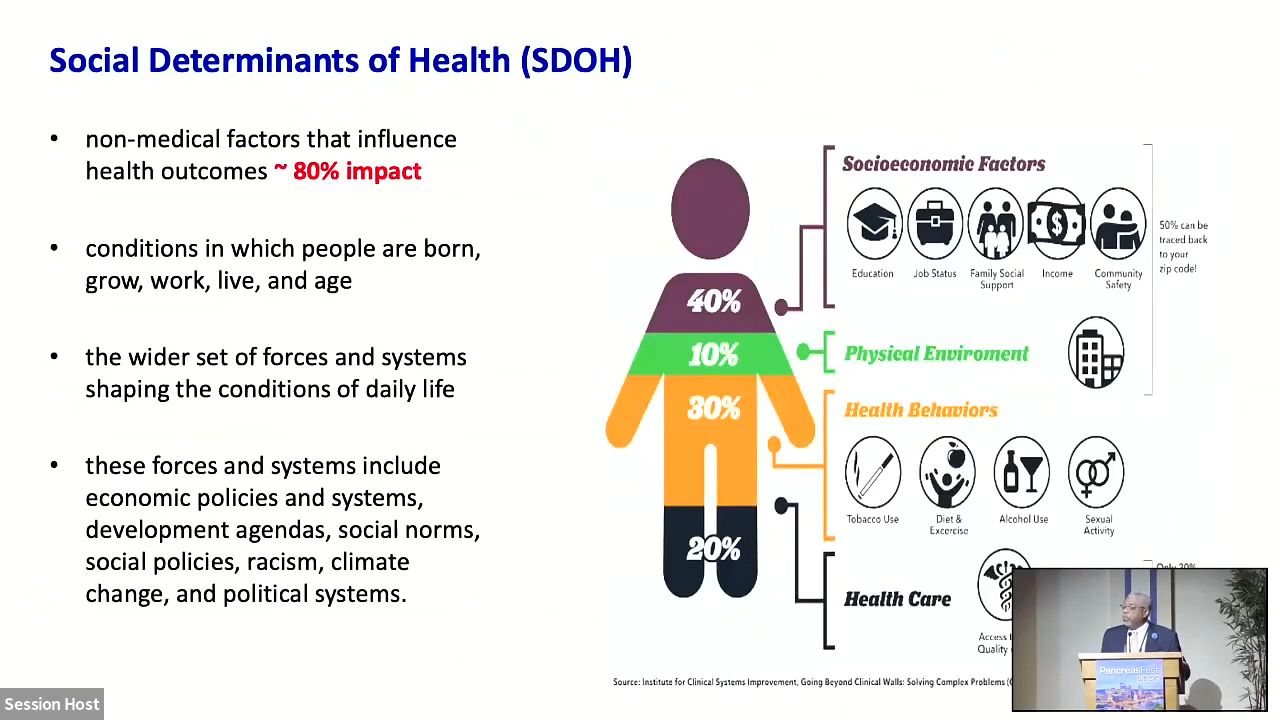 Social Determinants of Health (SDOH)
• non-medical factors that influence
health outcomes ~ 80% impact
• conditions in which people are born,
grow, work, live, and age
• the wider set of forces and systems
shaping the conditions of daily life
• these forces and systems include
economic policies and systems,
development agendas, social norms,
social policies, racism, climate
change, and political systems.
40%
10%
30%
20%
Socioeconomic Factors
Education
Job Status
Family Social
Support
Income
Community
Safety
50% can be
traced back
to your
zip code!
Physical Enviroment
Health Behaviors
Tobacco Use
Diet &
Excercise
Alcohol Use
Sexual
Activity
Health Care
Only 20%
Access
Quality
Source: Institute for Clinical Systems Improvement, Going Beyond Clinical Walls: Solving Complex Problems
PancreasFest
2023
Session Host